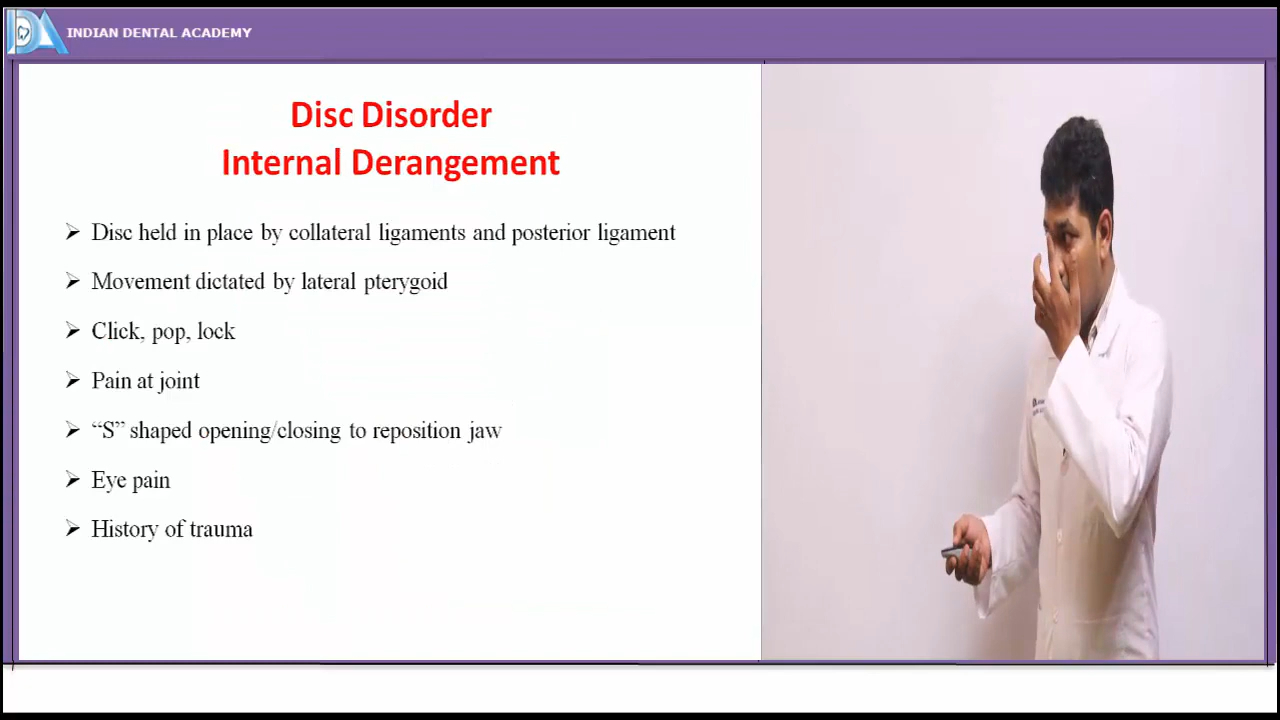 INDIAN DENTAL ACADEMY
Disc Disorder
Internal Derangement
➢ Disc held in place by collateral ligaments and posterior ligament
➢ Movement dictated by lateral pterygoid
➢ Click, pop, lock
➢ Pain at joint
➢ “S” shaped opening/closing to reposition jaw
➢ Eye pain
➢ History of trauma